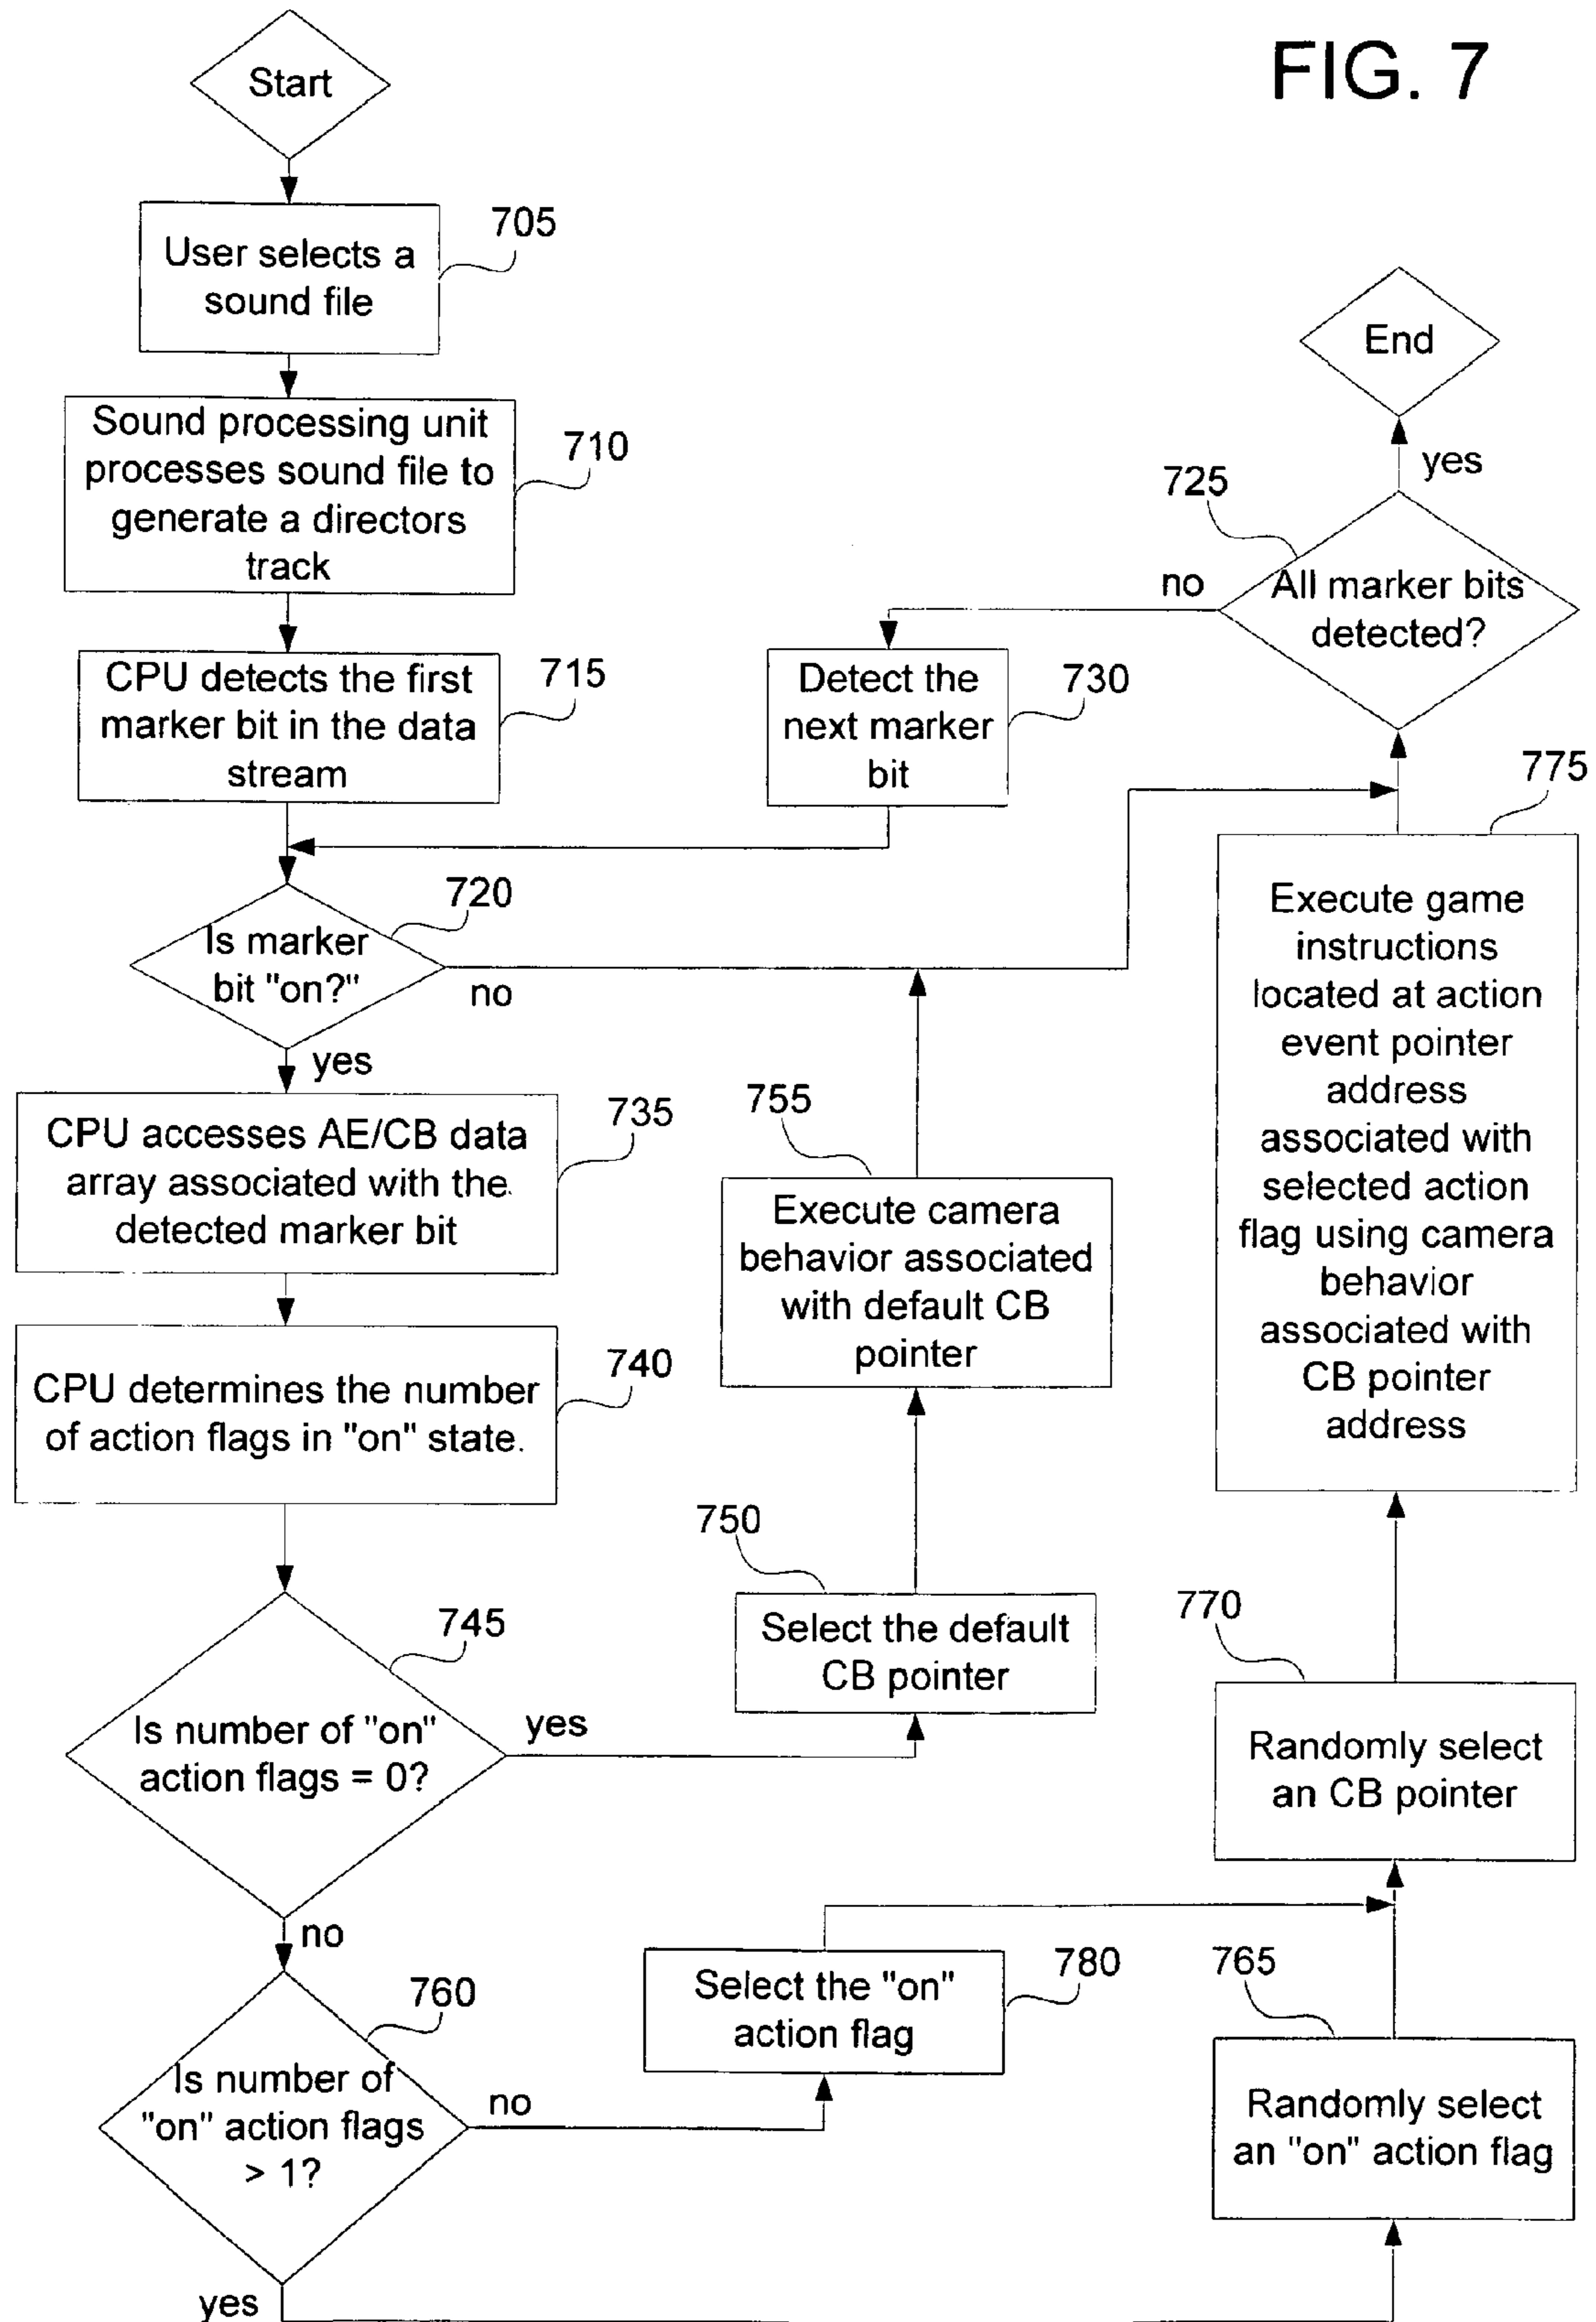 FIG. 7
Start
705
User selects a
sound file
710
Sound processing unit
processes sound file to
generate a directors
track
715
CPU detects the first
marker bit in the data
stream
720
Is marker
bit "on?"
no
yes
735
CPU accesses AE/CB data
array associated with the
detected marker bit
740
CPU determines the number
of action flags in "on" state.
745
Is number of "on"
action flags = 0?
yes
no
760
Is number of
"on" action flags
> 1?
no
yes
End
yes
725
All marker bits
detected?
no
Detect the
next marker
bit
730
775
Execute game
instructions
located at action
event pointer
address
associated with
selected action
flag using camera
behavior
associated with
CB pointer
address
755
Execute camera
behavior associated
with default CB
pointer
750
Select the default
CB pointer
770
Randomly select
an CB pointer
780
Select the "on"
action flag
765
Randomly select
an "on" action flag